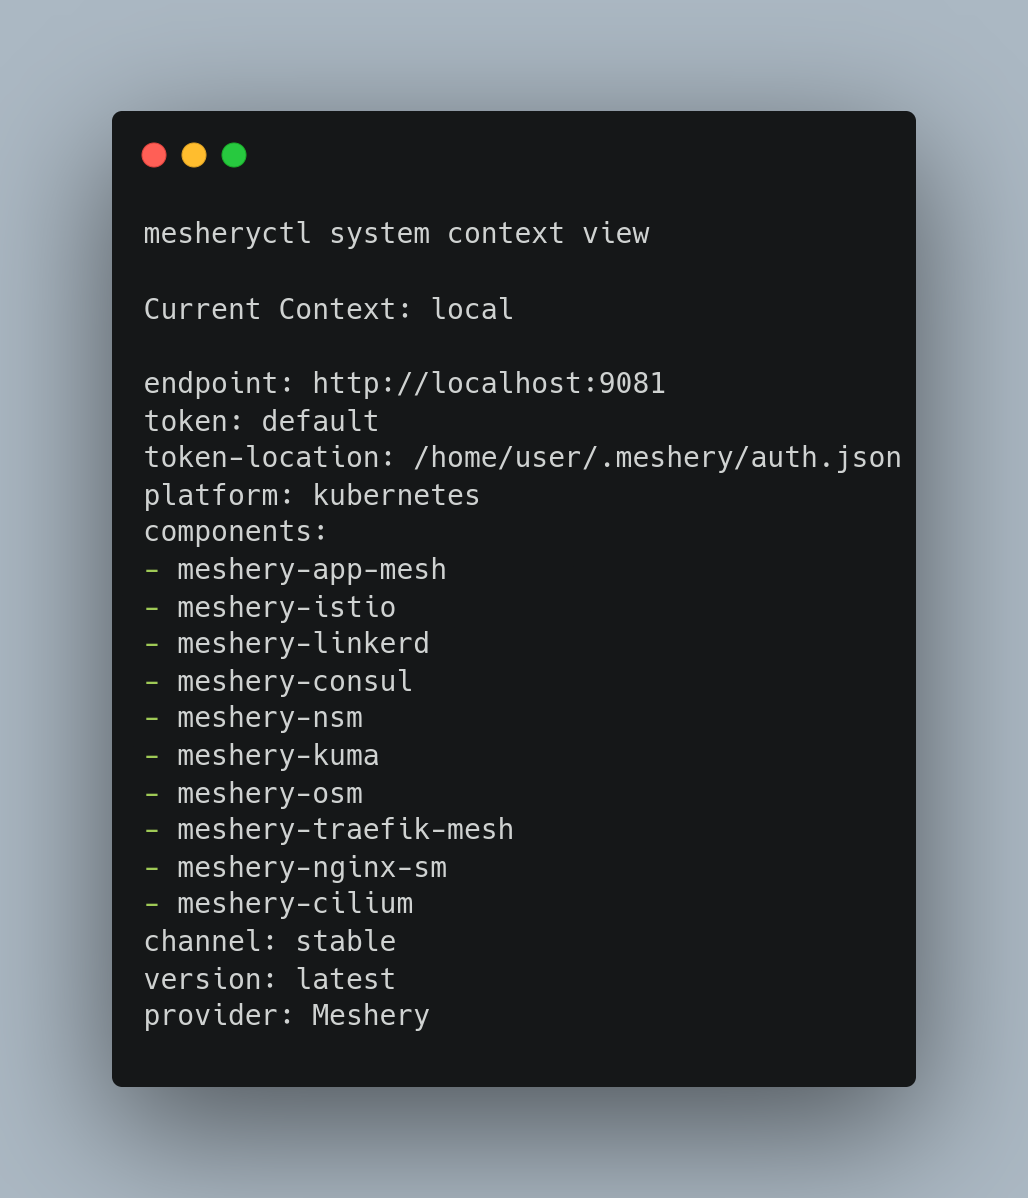 mesheryctl system context view
Current Context: local
endpoint: http://localhost:9081
token: default
token-location: /home/user/.meshery/auth.json
platform: kubernetes
components:
- meshery-app-mesh
- meshery-istio
- meshery-linkerd
- meshery-consul
- meshery-nsm
- meshery-kuma
- meshery-osm
- meshery-traefik-mesh
- meshery-nginx-sm
- meshery-cilium
channel: stable
version: latest
provider: Meshery